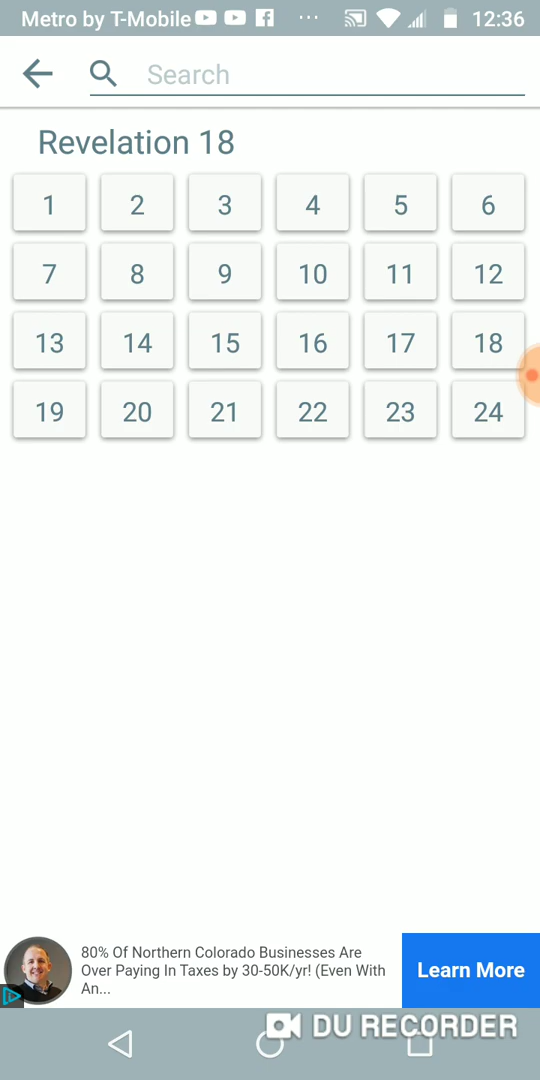 Metro by T-Mobile ... 12:36
Search
Revelation 18
1 2 3 4 5 6
7 8 9 10 11 12
13 14 15 16 17 18
19 20 21 22 23 24
80% Of Northern Colorado Businesses Are
Over Paying In Taxes by 30-50K/yr! (Even With
An...
Learn More
DU RECORDER